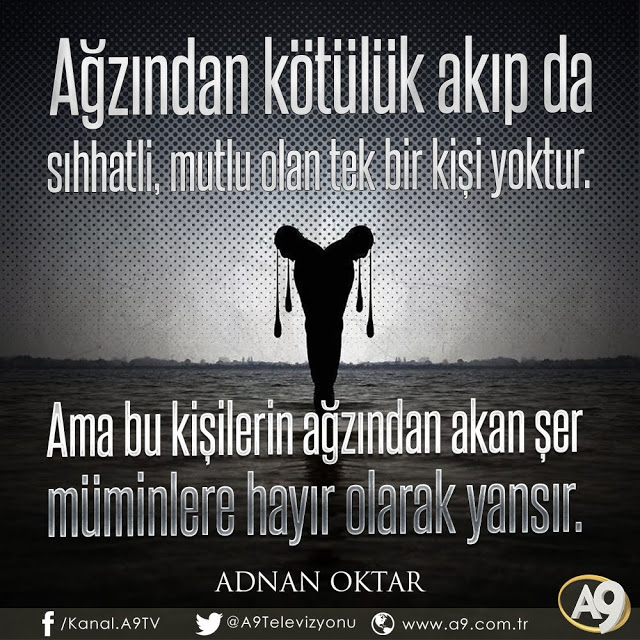 Ağzından kötülük akıp da
sıhhatli, mutlu olan tek bir kişi yoktur.
Ama bu kişilerin ağzından akan şer
müminlere hayır olarak yansır.
ADNAN OKTAR
/Kanal.A9TV @A9Televizyonu www.a9.com.tr A9